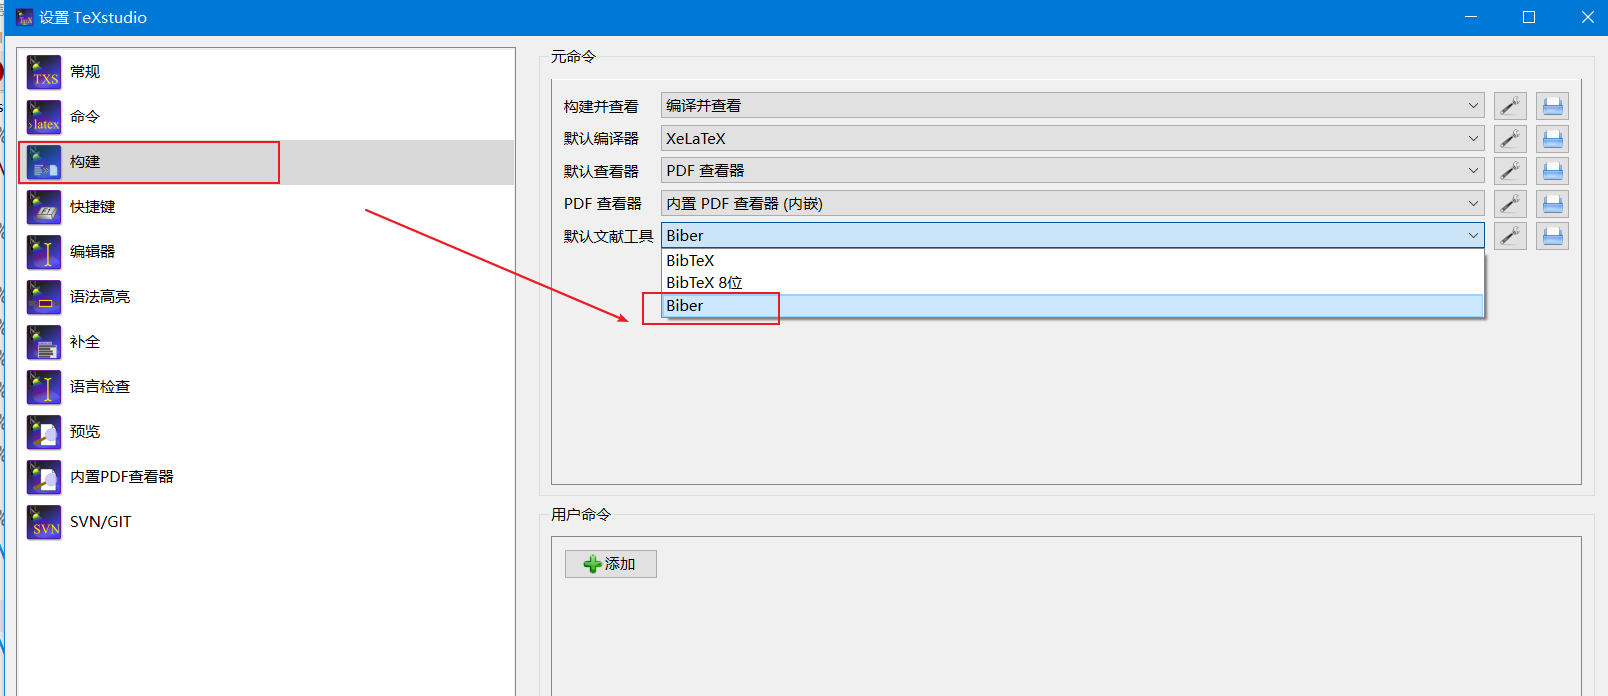 设置 TeXstudio
TXS
常规
latex
命令
构建
快捷键
编辑器
语法高亮
补全
语言检查
预览
内置PDF查看器
SVN
SVN/GIT
元命令
构建并查看 编译并查看
默认编译器 XeLaTeX
默认查看器 PDF 查看器
PDF 查看器 内置 PDF 查看器 (内嵌)
默认文献工具 Biber
BibTeX
BibTeX 8位
Biber
用户命令
添加